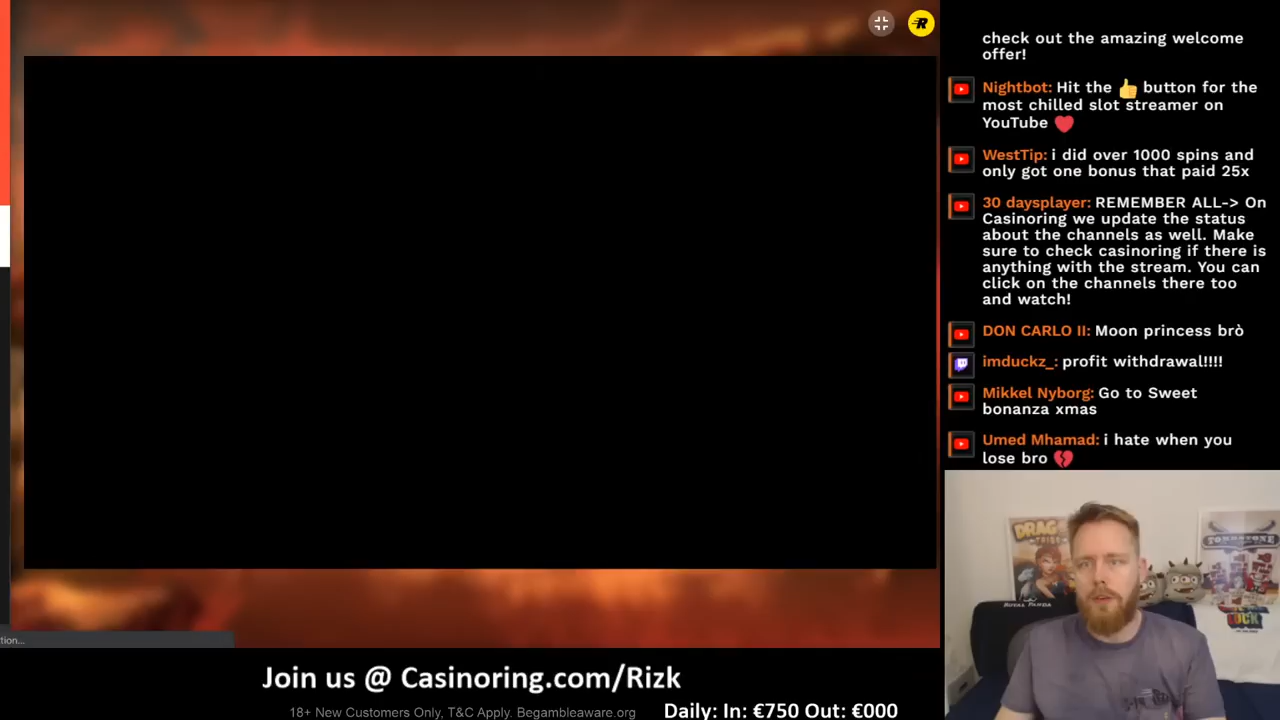 R
check out the amazing welcome
offer!
Nightbot: Hit the 👍 button for the
most chilled slot streamer on
YouTube ❤️
WestTip: i did over 1000 spins and
only got one bonus that paid 25x
30 daysplayer: REMEMBER ALL-> On
Casinoring we update the status
about the channels as well. Make
sure to check casinoring if there is
anything with the stream. You can
click on the channels there too
and watch!
DON CARLO II: Moon princess brò
imduckz_: profit withdrawal!!!!
Mikkel Nyborg: Go to Sweet
bonanza xmas
Umed Mhamad: i hate when you
lose bro 💔
DRAG
TOMBSTONE
ROYAL PANDA
tion...
Join us @ Casinoring.com/Rizk
18+ New Customers Only, T&C Apply. Begambleaware.org
Daily: In: €750 Out: €000